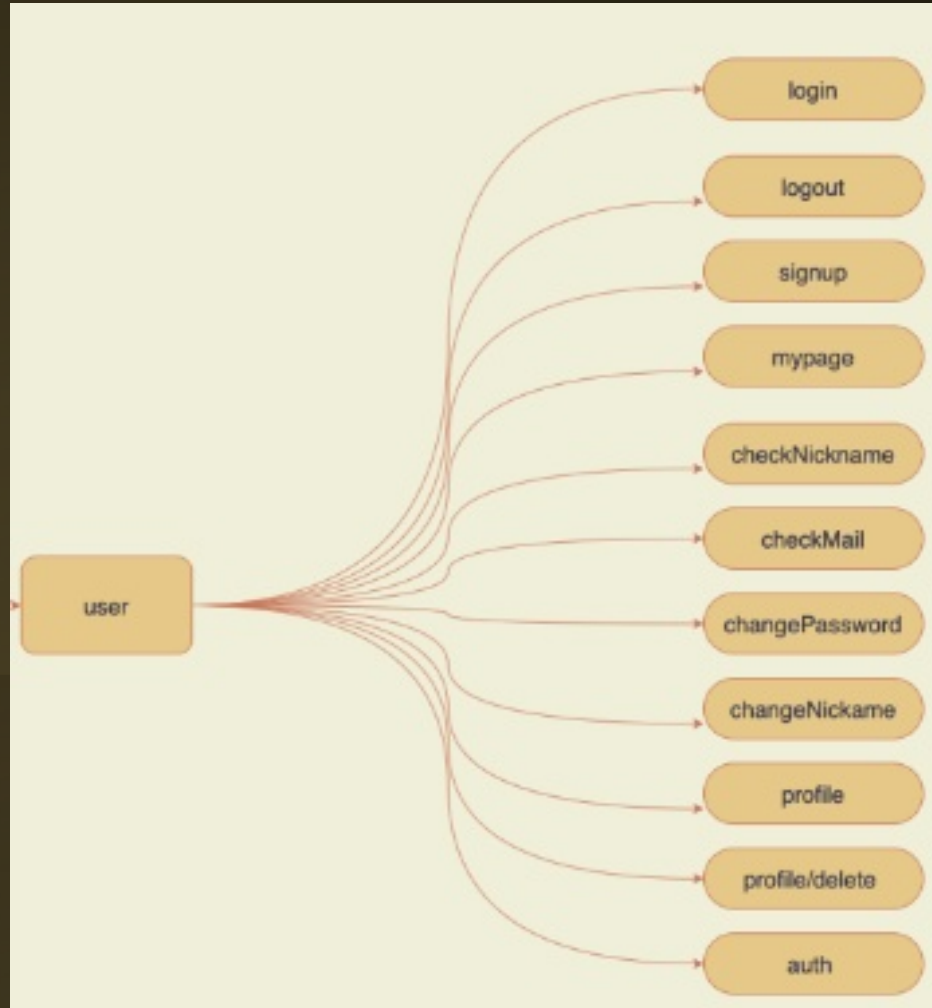 login
logout
signup
mypage
checkNickname
checkMail
user
changePassword
changeNickame
profile
profile/delete
auth